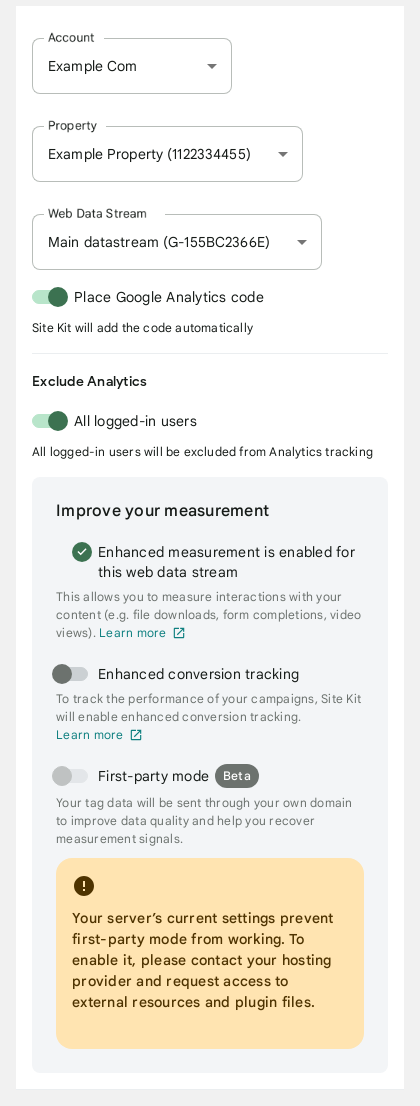 Account
Example Com
Property
Example Property (1122334455)
Web Data Stream
Main datastream (G-155BC2366E)
Place Google Analytics code
Site Kit will add the code automatically
Exclude Analytics
All logged-in users
All logged-in users will be excluded from Analytics tracking
Improve your measurement
Enhanced measurement is enabled for
this web data stream
This allows you to measure interactions with your
content (e.g. file downloads, form completions, video
views). Learn more
Enhanced conversion tracking
To track the performance of your campaigns, Site Kit
will enable enhanced conversion tracking.
Learn more
First-party mode Beta
Your tag data will be sent through your own domain
to improve data quality and help you recover
measurement signals.
Your server’s current settings prevent
first-party mode from working. To
enable it, please contact your hosting
provider and request access to
external resources and plugin files.